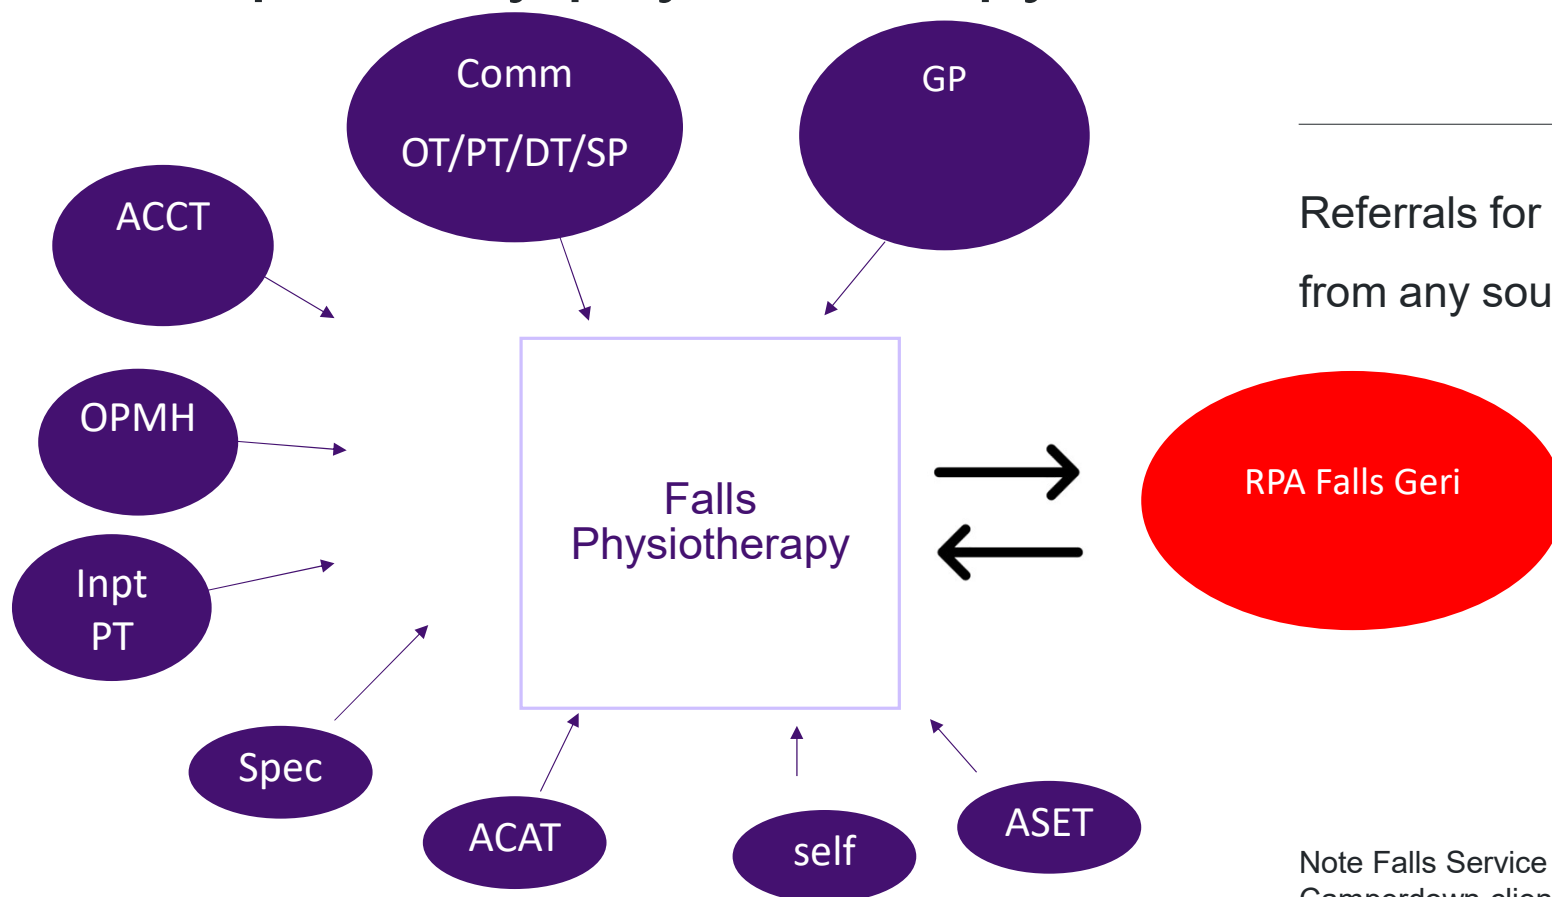 Comm
OT/PT/DT/SP
GP
ACCT
Referrals for
from any sou
OPMH
RPA Falls Geri
Falls
Physiotherapy
Inpt
PT
Spec
ACAT
self
ASET
Note Falls Service